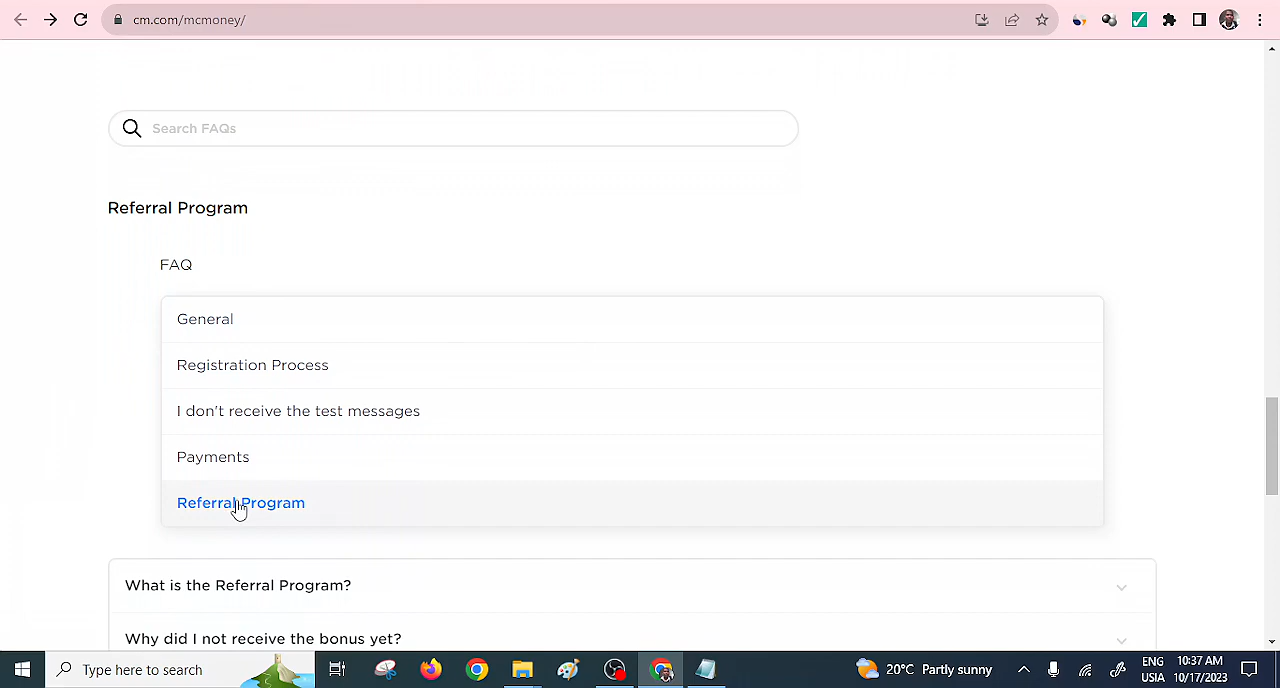 cm.com/mcmoney/
Search FAQs
Referral Program
FAQ
General
Registration Process
I don't receive the test messages
Payments
Referral Program
What is the Referral Program?
Why did I not receive the bonus yet?
Type here to search
20°C Partly sunny
ENG
USA
10:37 AM
10/17/2023